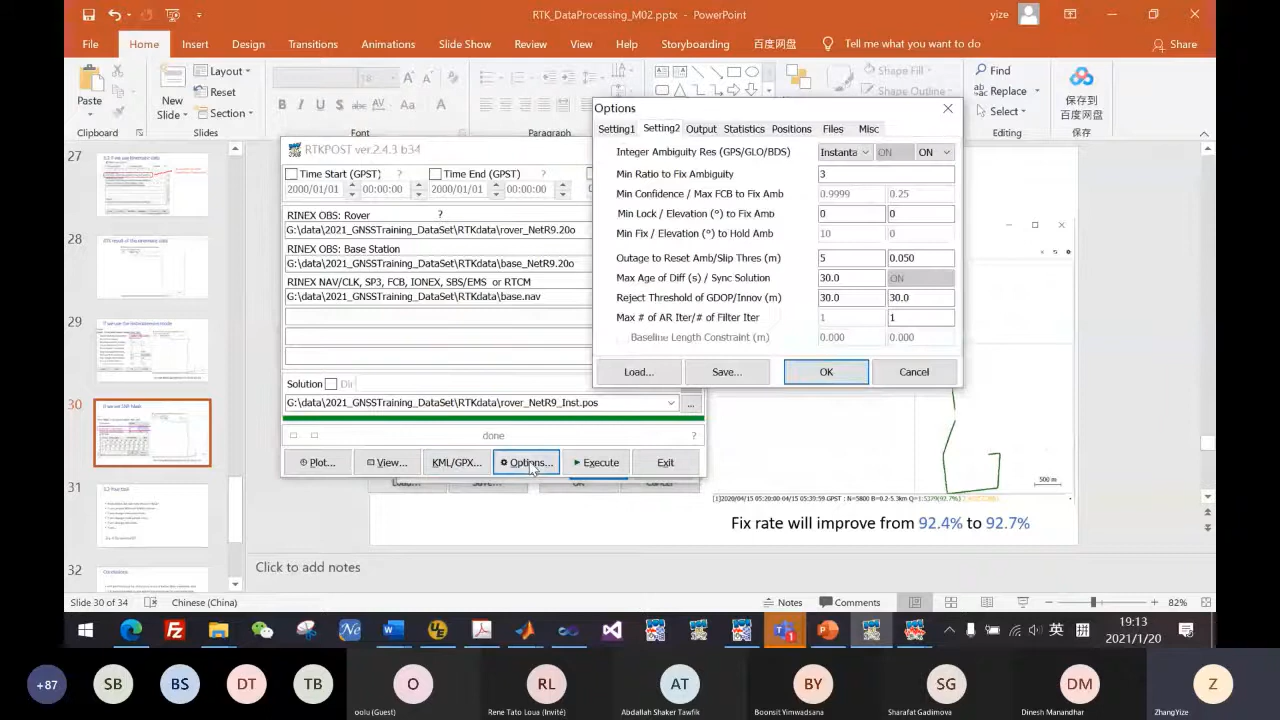 RTK_DataProcessing_M02.pptx - PowerPoint
yize
File
Home
Insert
Design
Transitions
Animations
Slide Show
Review
View
Help
Storyboarding
百度网盘
Tell me what you want to do
Share
Paste
New
Slide
Layout
Reset
Section
18
Shape Fill
Shape Outline
Find
Replace
Select
保存到
百度网盘
Clipboard
Slides
Font
Paragraph
Editing
保存
27
28
29
30
31
32
RTKPOST ver.2.4.3 b34
Time Start (GPST)
Time End (GPST)
00:00:00
2000/01/01
00:00:00
RINEX OBS: Rover
?
G:\data\2021_GNSSTraining_DataSet\RTKdata\rover_NetR9.20o
RINEX OBS: Base Station
G:\data\2021_GNSSTraining_DataSet\RTKdata\base_NetR9.20o
RINEX NAV/CLK, SP3, FCB, IONEX, SBS/EMS or RTCM
G:\data\2021_GNSSTraining_DataSet\RTKdata\base.nav
Solution
Dir
G:\data\2021_GNSSTraining_DataSet\RTKdata\rover_NetR9_Inst.pos
...
done
?
Plot...
View...
KML/GPX...
Options...
Execute
Exit
Options
Setting1
Setting2
Output
Statistics
Positions
Files
Misc
Integer Ambiguity Res (GPS/GLO/BDS)
Instanta
ON
ON
Min Ratio to Fix Ambiguity
3
Min Confidence / Max FCB to Fix Amb
0.9999
0.25
Min Lock / Elevation (°) to Fix Amb
0
0
Min Fix / Elevation (°) to Hold Amb
10
0
Outage to Reset Amb/Slip Thres (m)
5
0.050
Max Age of Diff (s) / Sync Solution
30.0
ON
Reject Threshold of GDOP/Innov (m)
30.0
30.0
Max # of AR Iter/# of Filter Iter
1
1
Baseline Length Constraint (m)
0.000
0.000
Load...
Save...
OK
Cancel
500 m
Fix rate will improve from 92.4% to 92.7%
Click to add notes
Slide 30 of 34
Chinese (China)
Notes
Comments
82%
英
拼
19:13
2021/1/20
+87
SB
BS
DT
TB
O
oolu (Guest)
RL
Rene Tato Loua (Invité)
AT
Abdallah Shaker Tawfik
BY
Boonsit Yimwadsana
SG
Sharafat Gadimova
DM
Dinesh Manandhar
Z
ZhangYize